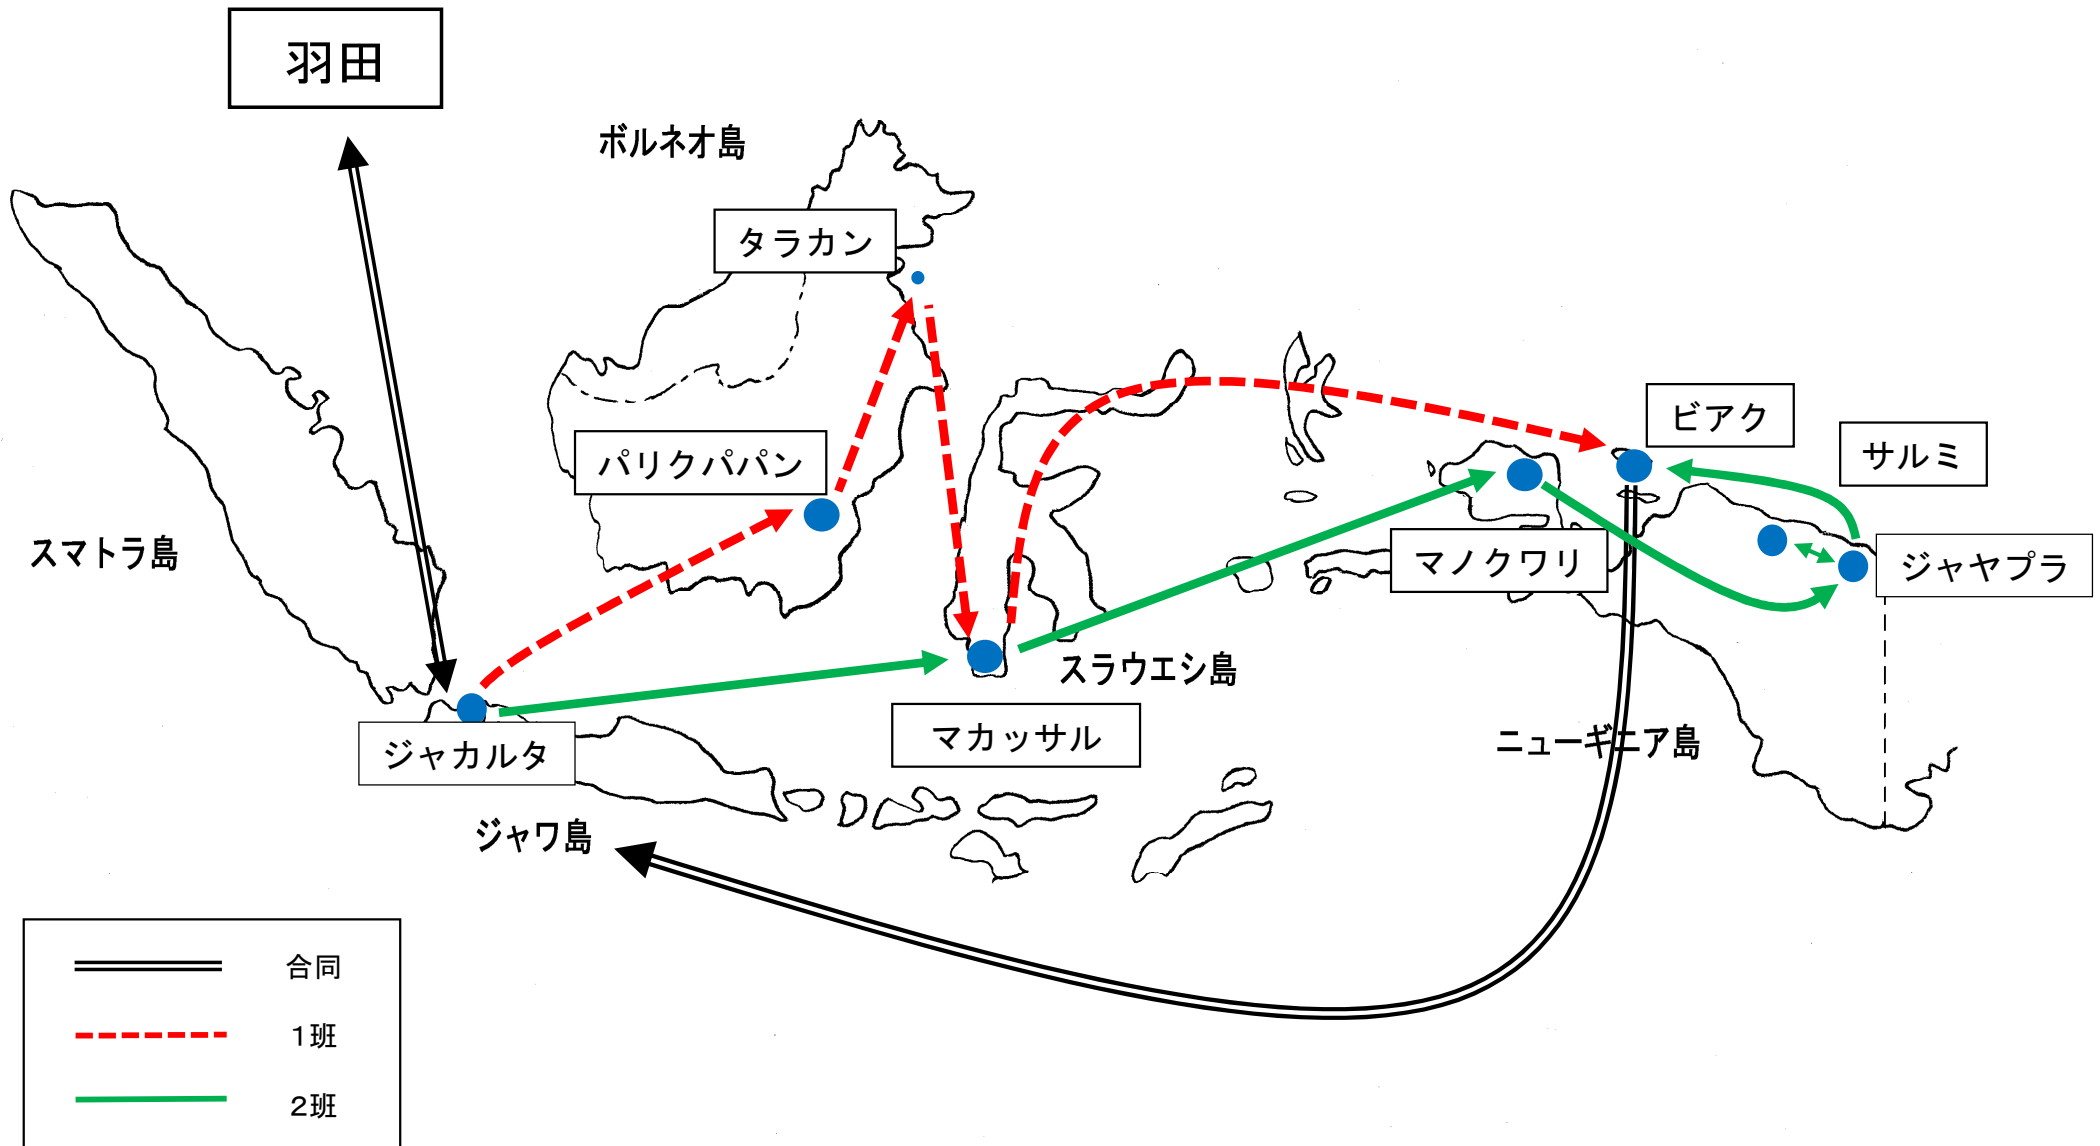 羽田
ボルネオ島
タラカン
ビアク
サルミ
パリクパパン
スマトラ島
マノクワリ
ジャヤプラ
スラウエシ島
マカッサル
ニューギニア島
ジャカルタ
ジャワ島
合同
1班
2班